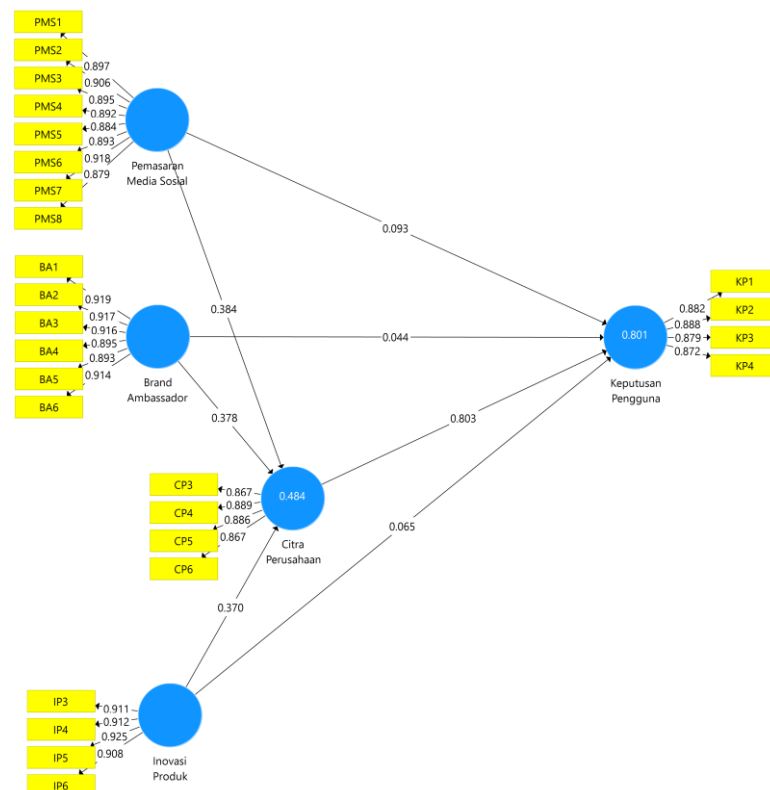 PMS1
PMS2
PMS3
PMS4
PMS5
PMS6
PMS7
PMS8
0.897
0.906
0.895
0.892
0.884
0.893
0.918
0.879
Pemasaran
Media Sosial
0.093
0.384
BA1
BA2
BA3
BA4
BA5
BA6
0.919
0.917
0.916
0.895
0.893
0.914
Brand
Ambassador
0.044
0.378
0.801
Keputusan
Pengguna
0.882
0.888
0.879
0.872
KP1
KP2
KP3
KP4
0.803
CP3
CP4
CP5
CP6
0.867
0.889
0.886
0.867
0.484
Citra
Perusahaan
0.065
0.370
IP3
IP4
IP5
IP6
0.911
0.912
0.925
0.908
Inovasi
Produk